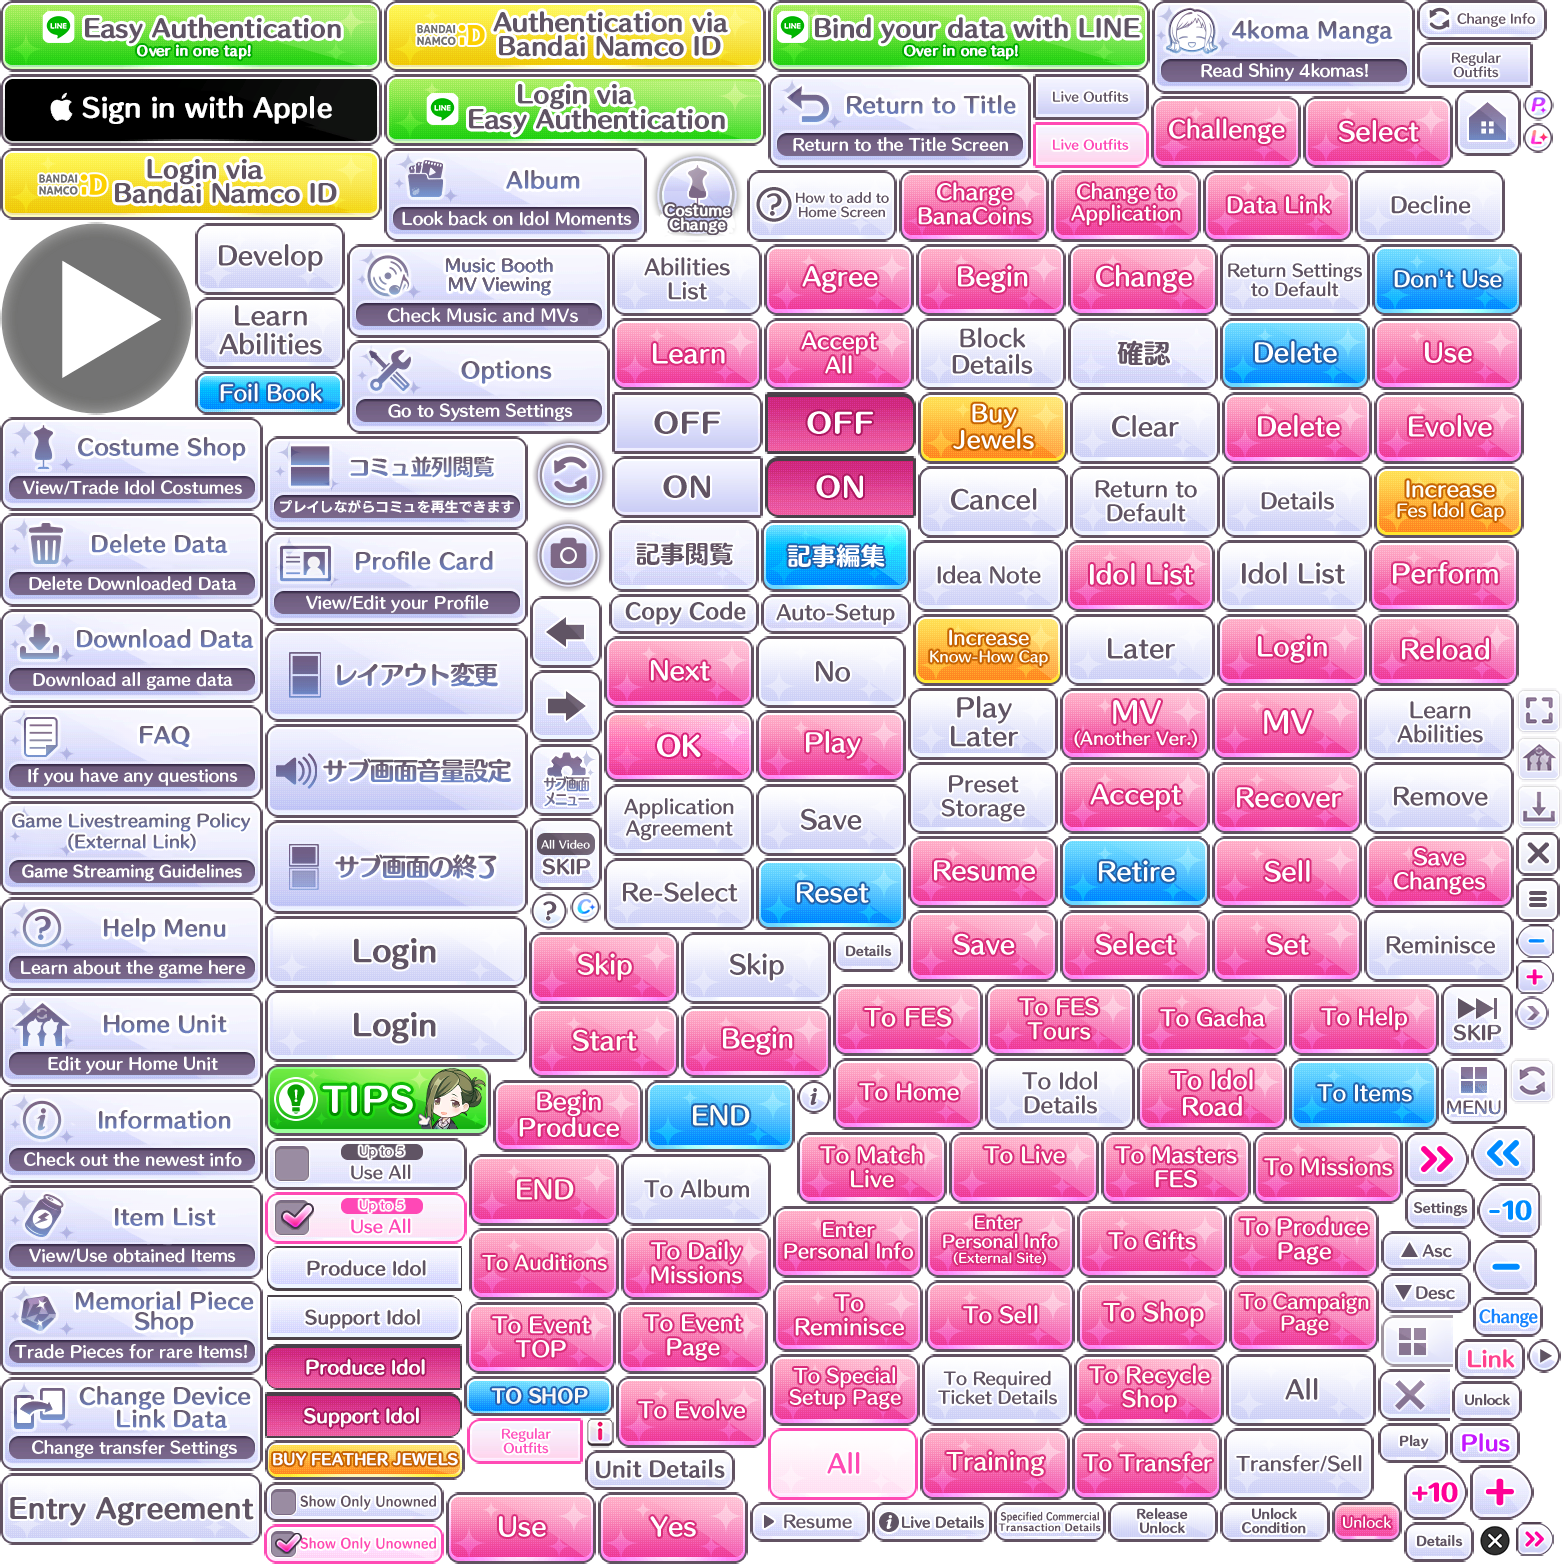 LINE
Easy Authentication
Over in one tap!
BANDAI
NAMCO iD
Authentication via
Bandai Namco ID
LINE
Bind your data with LINE
Over in one tap!
4koma Manga
Read Shiny 4komas!
Change Info
Regular
Outfits
Sign in with Apple
LINE
Login via
Easy Authentication
Return to Title
Return to the Title Screen
Live Outfits
Live Outfits
Challenge
Select
P
L
BANDAI
NAMCO iD
Login via
Bandai Namco ID
Album
Look back on Idol Moments
Costume
Change
? How to add to
Home Screen
Charge
BanaCoins
Change to
Application
Data Link
Decline
Develop
Learn
Abilities
Foil Book
Music Booth
MV Viewing
Check Music and MVs
Options
Go to System Settings
Abilities
List
Agree
Begin
Change
Return Settings
to Default
Don't Use
Learn
Accept
All
Block
Details
確認
Delete
Use
OFF
OFF
Buy
Jewels
Clear
Delete
Evolve
ON
ON
Cancel
Return to
Default
Details
Increase
Fes Idol Cap
Costume Shop
View/Trade Idol Costumes
コミュ並列閲覧
プレイしながらコミュを再生できます
Delete Data
Delete Downloaded Data
Profile Card
View/Edit your Profile
記事閲覧
記事編集
Idea Note
Idol List
Idol List
Perform
Copy Code
Auto-Setup
Download Data
Download all game data
レイアウト変更
Next
No
Increase
Know-How Cap
Later
Login
Reload
FAQ
If you have any questions
サブ画面音量設定
サブ画面
メニュー
OK
Play
Play
Later
MV
(Another Ver.)
MV
Learn
Abilities
Application
Agreement
Save
Preset
Storage
Accept
Recover
Remove
Game Livestreaming Policy
(External Link)
Game Streaming Guidelines
サブ画面の終了
All Video
SKIP
? C
Re-Select
Reset
Resume
Retire
Sell
Save
Changes
Help Menu
Learn about the game here
Login
Skip
Skip
Details
Save
Select
Set
Reminisce
−
+
Home Unit
Edit your Home Unit
Login
Start
Begin
To FES
To FES
Tours
To Gacha
To Help
SKIP
TIPS
Begin
Produce
END
i
To Home
To Idol
Details
To Idol
Road
To Items
MENU
Information
Check out the newest info
Up to 5
Use All
Up to 5
Use All
END
To Album
To Match
Live
To Live
To Masters
FES
To Missions
Item List
View/Use obtained Items
Produce Idol
To Auditions
To Daily
Missions
Enter
Personal Info
Enter
Personal Info
(External Site)
To Gifts
To Produce
Page
Settings
-10
▲ Asc
−
▼ Desc
Memorial Piece
Shop
Trade Pieces for rare Items!
Support Idol
Produce Idol
To Event
TOP
To Event
Page
To
Reminisce
To Sell
To Shop
To Campaign
Page
Change
Link
Change Device
Link Data
Change transfer Settings
Support Idol
BUY FEATHER JEWELS
TO SHOP
Regular
Outfits
i
To Evolve
To Special
Setup Page
To Required
Ticket Details
To Recycle
Shop
All
Unlock
Play
Plus
Unit Details
All
Training
To Transfer
Transfer/Sell
+10
+
Entry Agreement
Show Only Unowned
Show Only Unowned
Use
Yes
Resume
i Live Details
Specified Commercial
Transaction Details
Release
Unlock
Unlock
Condition
Unlock
Details